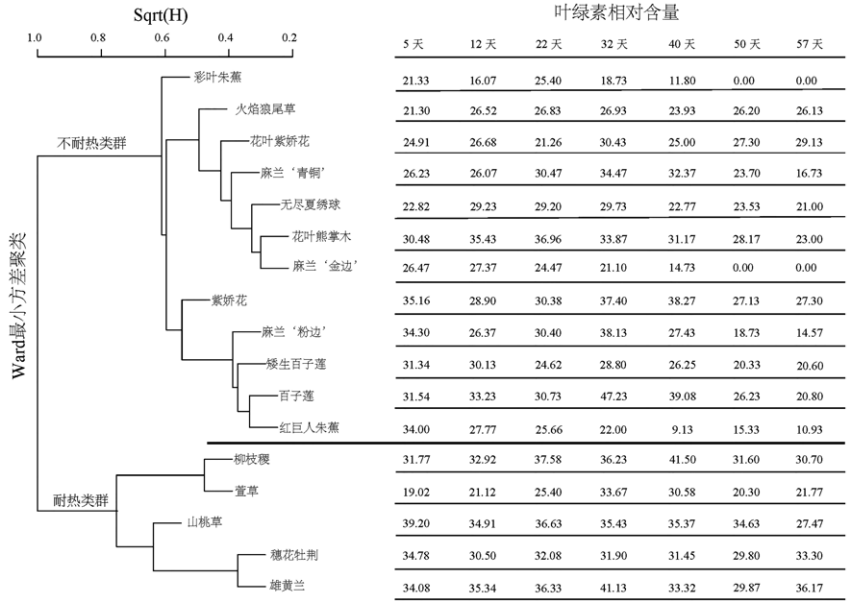 Sqrt(H)
叶绿素相对含量
1.0 0.8 0.6 0.4 0.2
5 天 12 天 22 天 32 天 40 天 50 天 57 天
彩叶朱蕉 21.33 16.07 25.40 18.73 11.80 0.00 0.00
火焰狼尾草 21.30 26.52 26.83 26.93 23.93 26.20 26.13
不耐热类群
花叶紫娇花 24.91 26.68 21.26 30.43 25.00 27.30 29.13
麻兰‘青铜’ 26.23 26.07 30.47 34.47 32.37 23.70 16.73
无尽夏绣球 22.82 29.23 29.20 29.73 22.77 23.53 21.00
花叶熊掌木 30.48 35.43 36.96 33.87 31.17 28.17 23.00
麻兰‘金边’ 26.47 27.37 24.47 21.10 14.73 0.00 0.00
Ward最小方差聚类
紫娇花 35.16 28.90 30.38 37.40 38.27 27.13 27.30
麻兰‘粉边’ 34.30 26.37 30.40 38.13 27.43 18.73 14.57
矮生百子莲 31.34 30.13 24.62 28.80 26.25 20.33 20.60
百子莲 31.54 33.23 30.73 47.23 39.08 26.23 20.80
红巨人朱蕉 34.00 27.77 25.66 22.00 9.13 15.33 10.93
柳枝稷 31.77 32.92 37.58 36.23 41.50 31.60 30.70
耐热类群
萱草 19.02 21.12 25.40 33.67 30.58 20.30 21.77
山桃草 39.20 34.91 36.63 35.43 35.37 34.63 27.47
穗花牡荆 34.78 30.50 32.08 31.90 31.45 29.80 33.30
雄黄兰 34.08 35.34 36.33 41.13 33.32 29.87 36.17